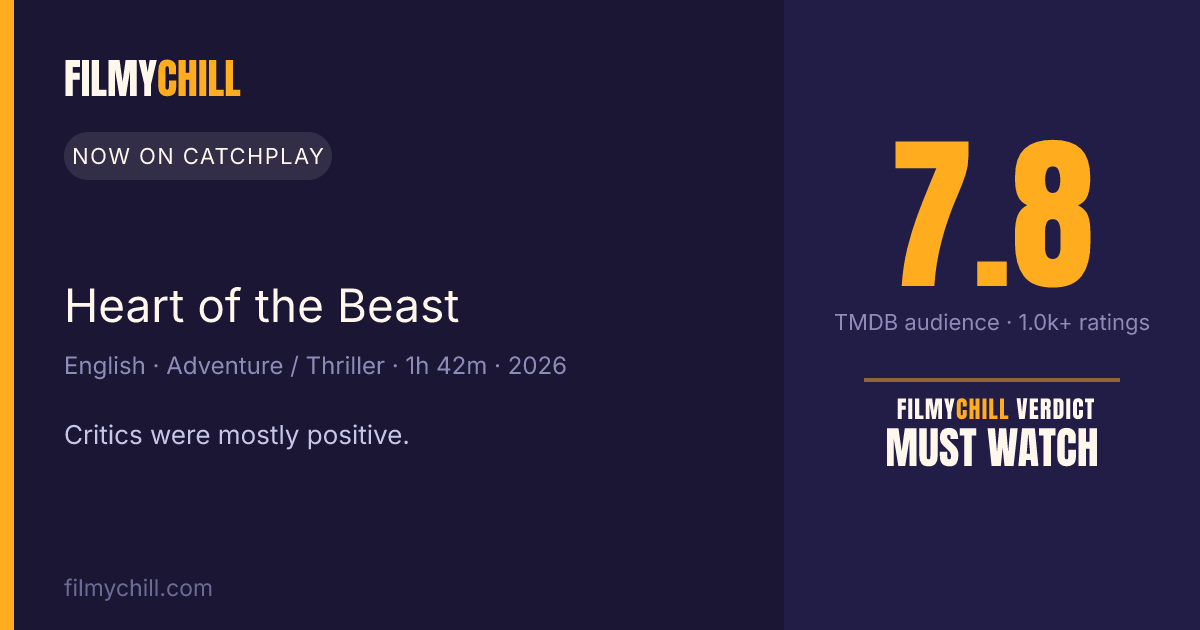 FILMYCHILL
NOW ON CATCHPLAY
Heart of the Beast
English · Adventure / Thriller · 1h 42m · 2026
Critics were mostly positive.
filmychill.com
7.8
TMDB audience · 1.0k+ ratings
FILMYCHILL VERDICT
MUST WATCH